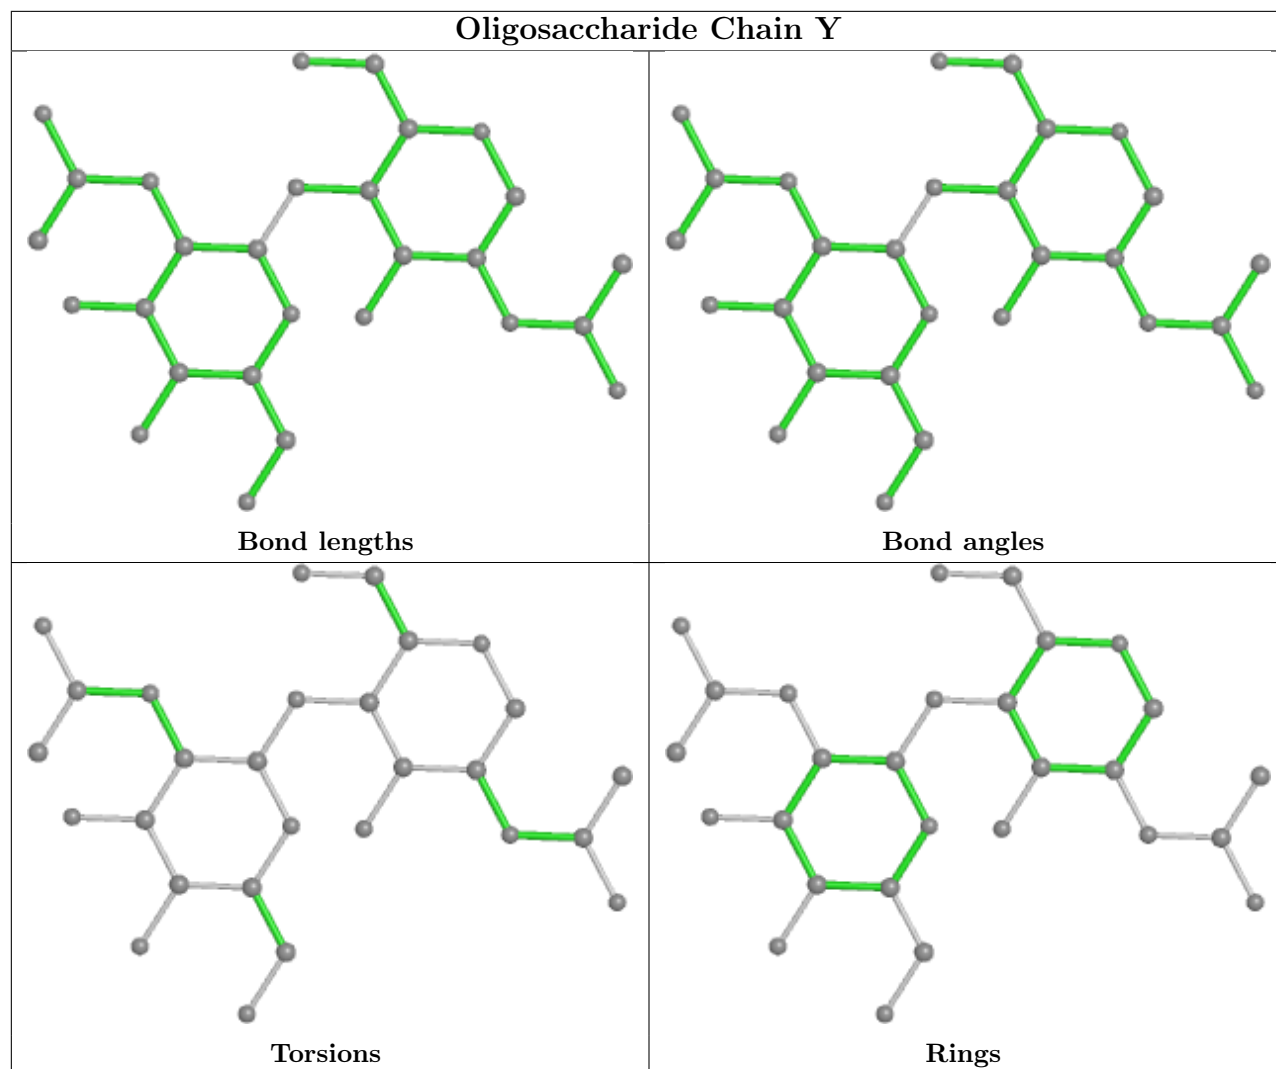 Oligosaccharide Chain Y
Bond lengths
Bond angles
Torsions
Rings